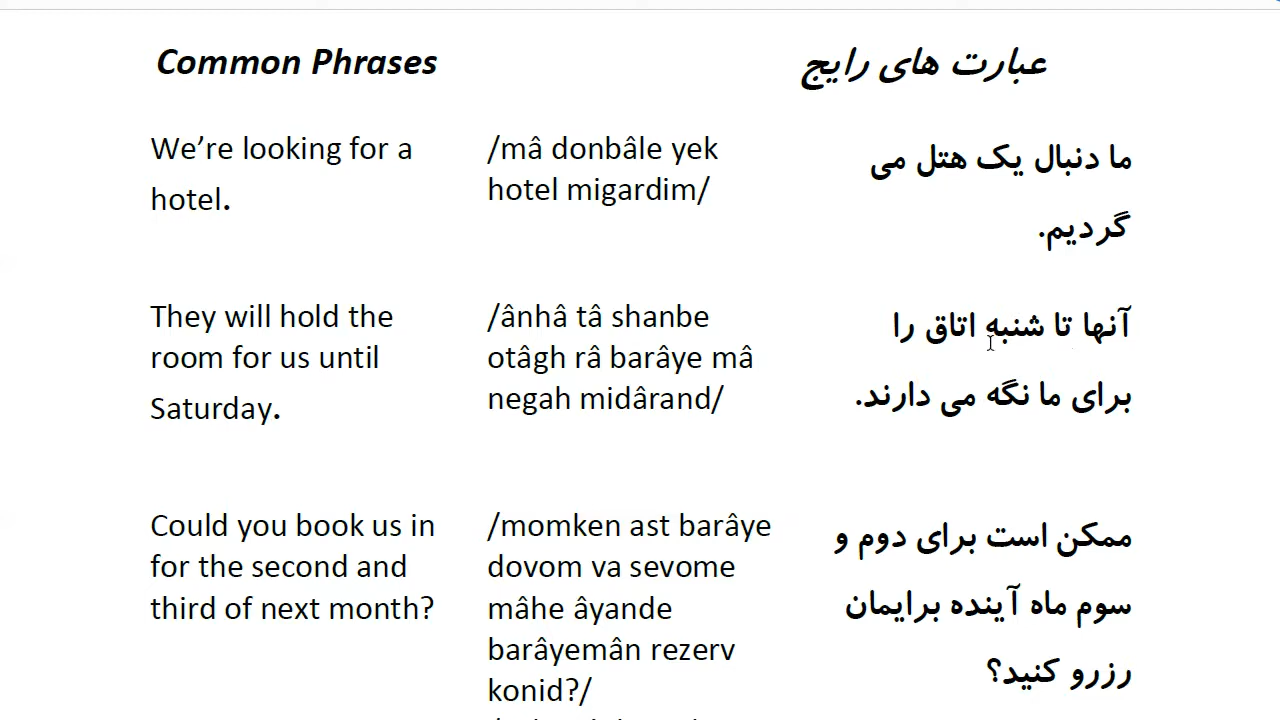 Common Phrases
عبارت های رایج
We’re looking for a
hotel.
/mâ donbâle yek
hotel migardim/
ما دنبال یک هتل می
گردیم.
They will hold the
room for us until
Saturday.
/ânhâ tâ shanbe
otâgh râ barâye mâ
negah midârand/
آنها تا شنبه اتاق را
برای ما نگه می دارند.
Could you book us in
for the second and
third of next month?
/momken ast barâye
dovom va sevome
mâhe âyande
barâyemân rezerv
konid?/
ممکن است برای دوم و
سوم ماه آینده برایمان
رزرو کنید؟